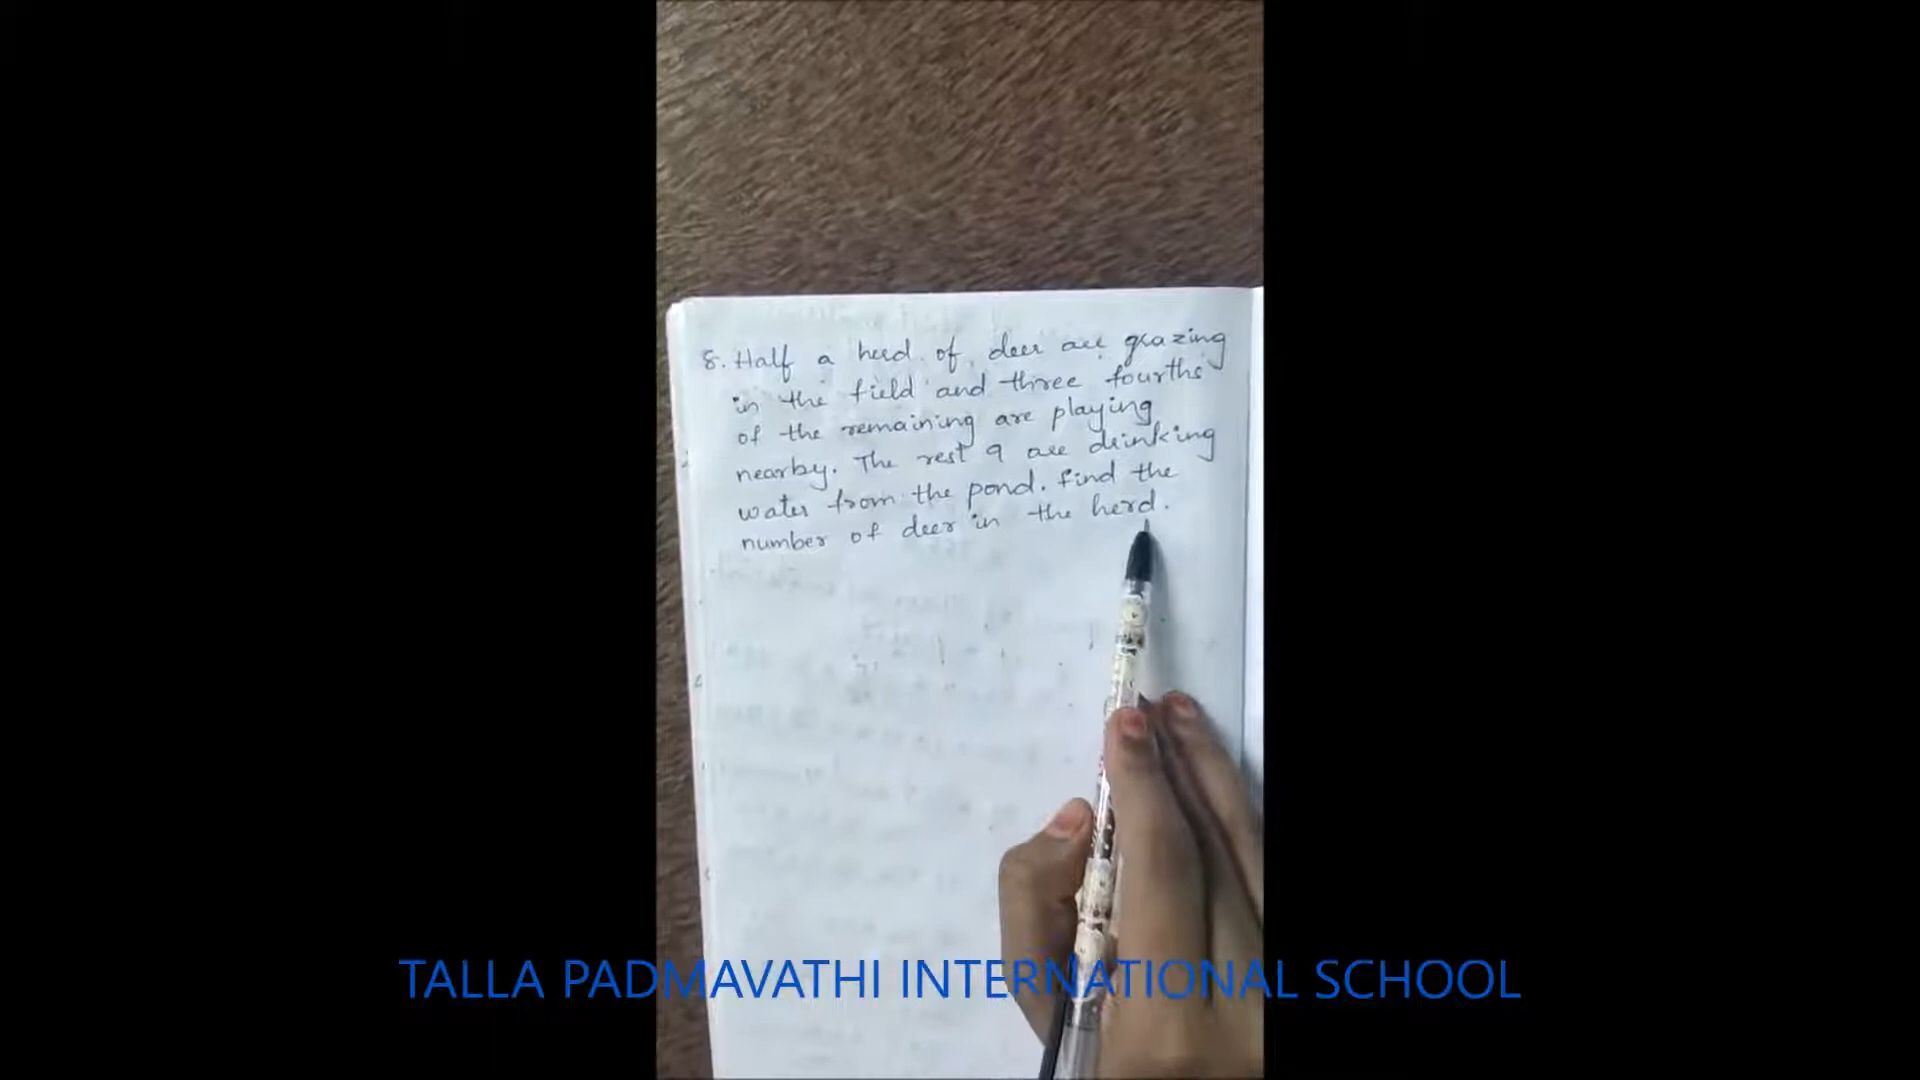 8. Half a herd of deer are grazing
in the field and three fourths
of the remaining are playing
nearby. The rest 9 are drinking
water from the pond. Find the
number of deer in the herd.
TALLA PADMAVATHI INTERNATIONAL SCHOOL